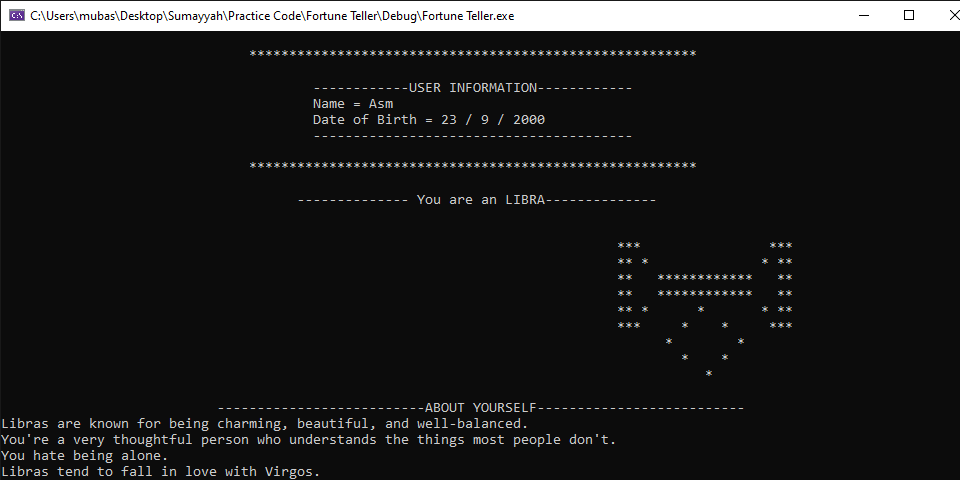 C:\Users\mubas\Desktop\Sumayyah\Practice Code\Fortune Teller\Debug\Fortune Teller.exe
********************************************************
------------USER INFORMATION------------
Name = Asm
Date of Birth = 23 / 9 / 2000
----------------------------------------
********************************************************
-------------- You are an LIBRA--------------
***                ***
** *              * **
**   ************   **
**   ************   **
** *      *       * **
***     *    *     ***
*        *
*    *
*
--------------------------ABOUT YOURSELF--------------------------
Libras are known for being charming, beautiful, and well-balanced.
You're a very thoughtful person who understands the things most people don't.
You hate being alone.
Libras tend to fall in love with Virgos.